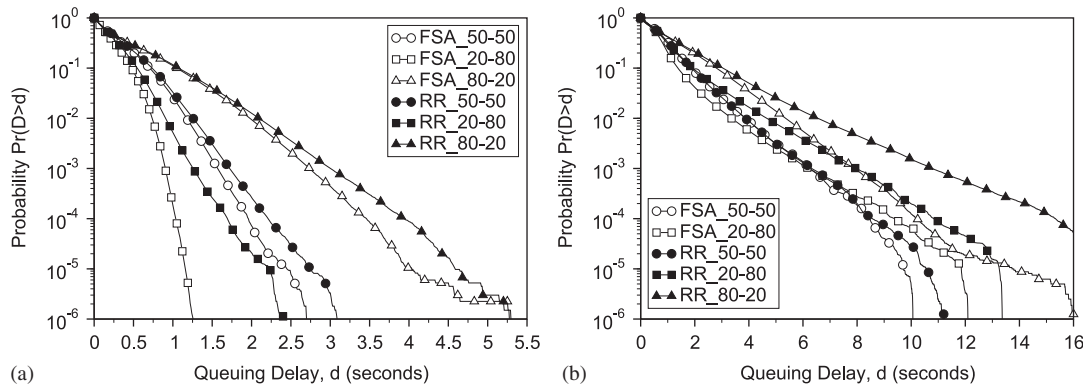 10^0
10^-1
10^-2
10^-3
10^-4
10^-5
10^-6
Probability Pr(D>d)
FSA_50-50
FSA_20-80
FSA_80-20
RR_50-50
RR_20-80
RR_80-20
0 0.5 1 1.5 2 2.5 3 3.5 4 4.5 5 5.5
Queuing Delay, d (seconds)
(a)
10^0
10^-1
10^-2
10^-3
10^-4
10^-5
10^-6
Probability Pr(D>d)
FSA_50-50
FSA_20-80
RR_50-50
RR_20-80
RR_80-20
0 2 4 6 8 10 12 14 16
Queuing Delay, d (seconds)
(b)